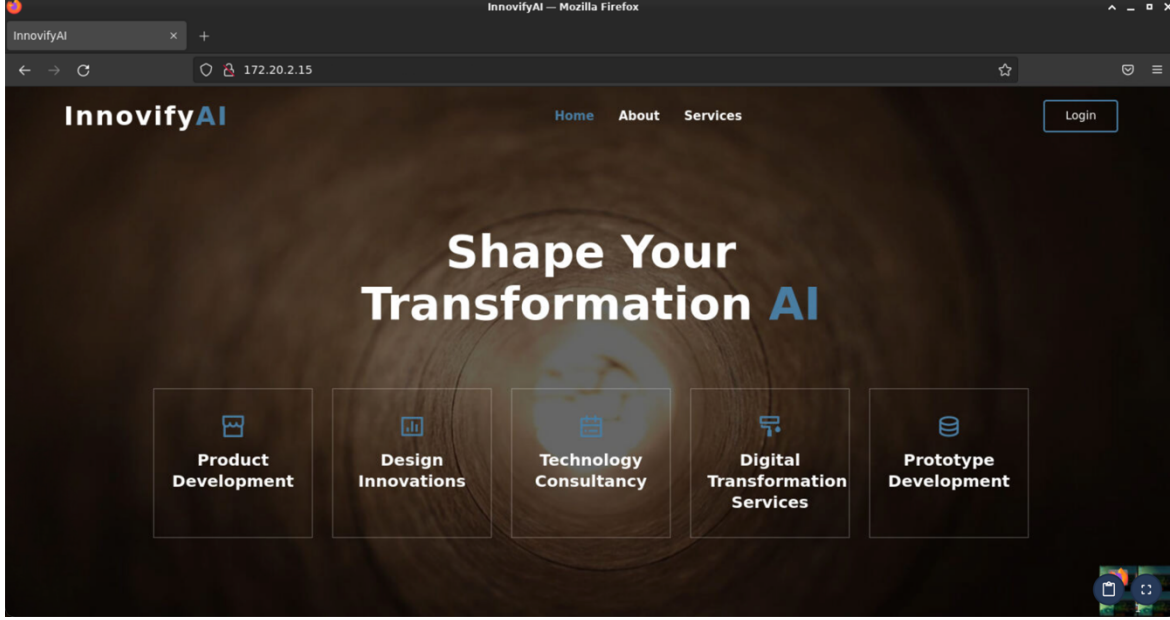 InnovifyAI — Mozilla Firefox
InnovifyAI
172.20.2.15
InnovifyAI
Home
About
Services
Login
Shape Your
Transformation AI
Product
Development
Design
Innovations
Technology
Consultancy
Digital
Transformation
Services
Prototype
Development